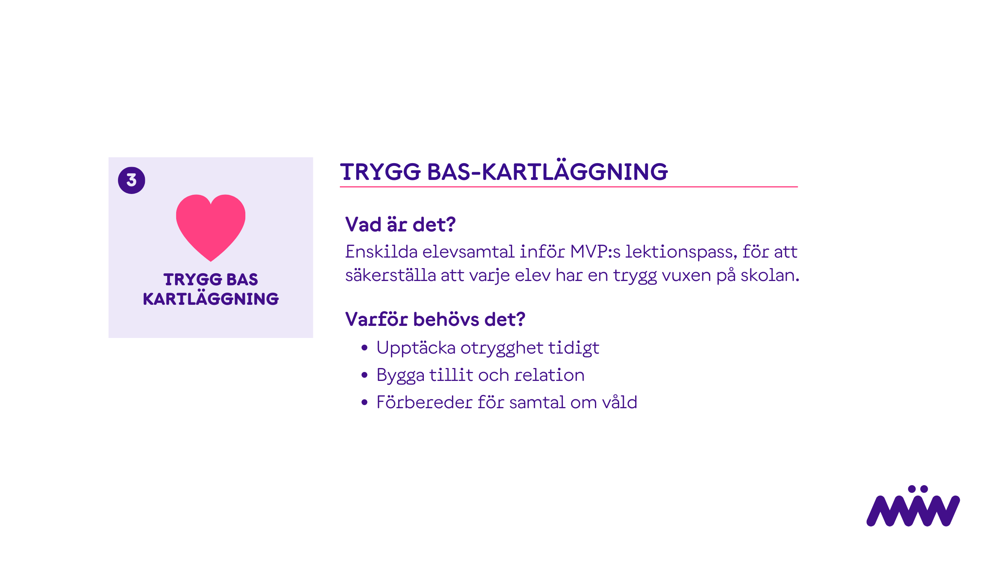 3
TRYGG BAS
KARTLÄGGNING
TRYGG BAS-KARTLÄGGNING
Vad är det?
Enskilda elevsamtal inför MVP:s lektionspass, för att
säkerställa att varje elev har en trygg vuxen på skolan.
Varför behövs det?
• Upptäcka otrygghet tidigt
• Bygga tillit och relation
• Förbereder för samtal om våld
MÄN